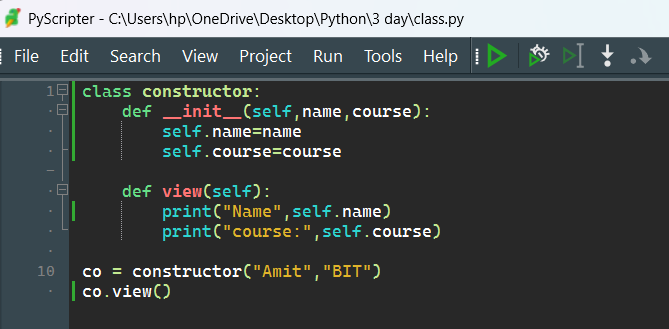 PyScripter - C:\Users\hp\OneDrive\Desktop\Python\3 day\class.py
File Edit Search View Project Run Tools Help
1 class constructor:
    def __init__(self,name,course):
        self.name=name
        self.course=course

    def view(self):
        print("Name",self.name)
        print("course:",self.course)

10 co = constructor("Amit","BIT")
co.view()